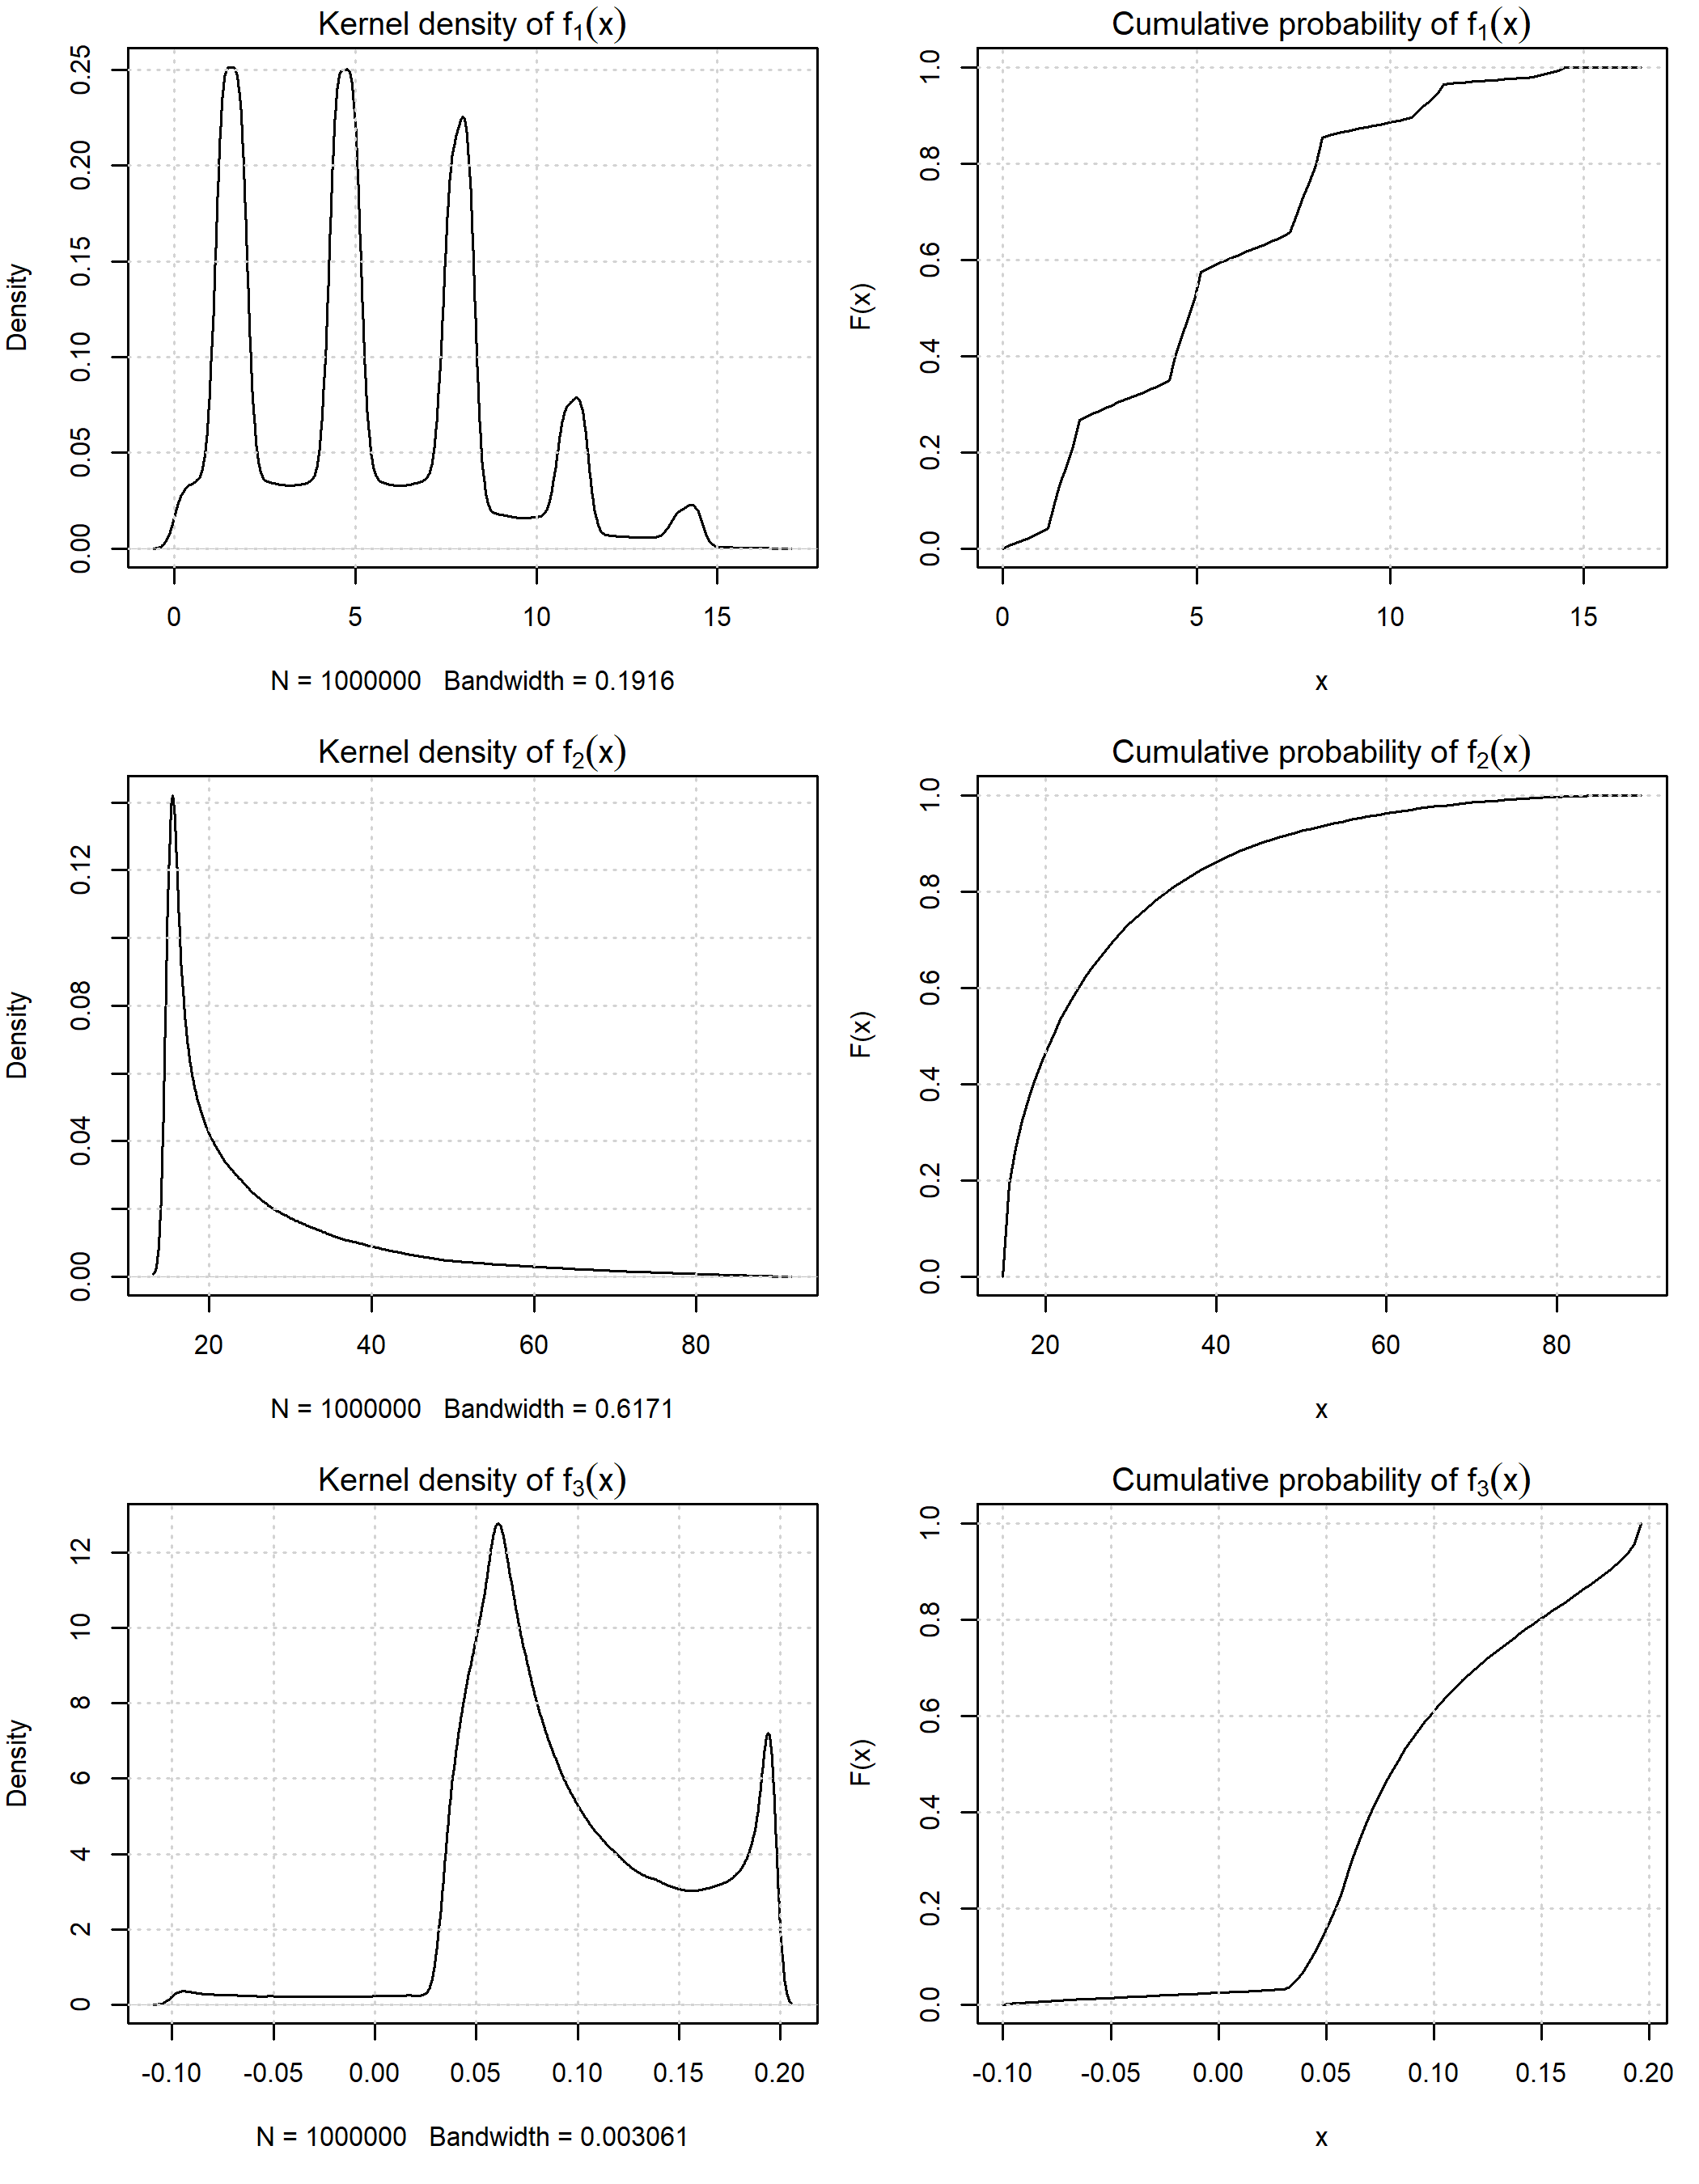 Kernel density of f1(x)
Density
0.00 0.05 0.10 0.15 0.20 0.25
0 5 10 15
N = 1000000 Bandwidth = 0.1916
Cumulative probability of f1(x)
F(x)
0.0 0.2 0.4 0.6 0.8 1.0
0 5 10 15
x
Kernel density of f2(x)
Density
0.00 0.04 0.08 0.12
20 40 60 80
N = 1000000 Bandwidth = 0.6171
Cumulative probability of f2(x)
F(x)
0.0 0.2 0.4 0.6 0.8 1.0
20 40 60 80
x
Kernel density of f3(x)
Density
0 2 4 6 8 10 12
-0.10 -0.05 0.00 0.05 0.10 0.15 0.20
N = 1000000 Bandwidth = 0.003061
Cumulative probability of f3(x)
F(x)
0.0 0.2 0.4 0.6 0.8 1.0
-0.10 -0.05 0.00 0.05 0.10 0.15 0.20
x